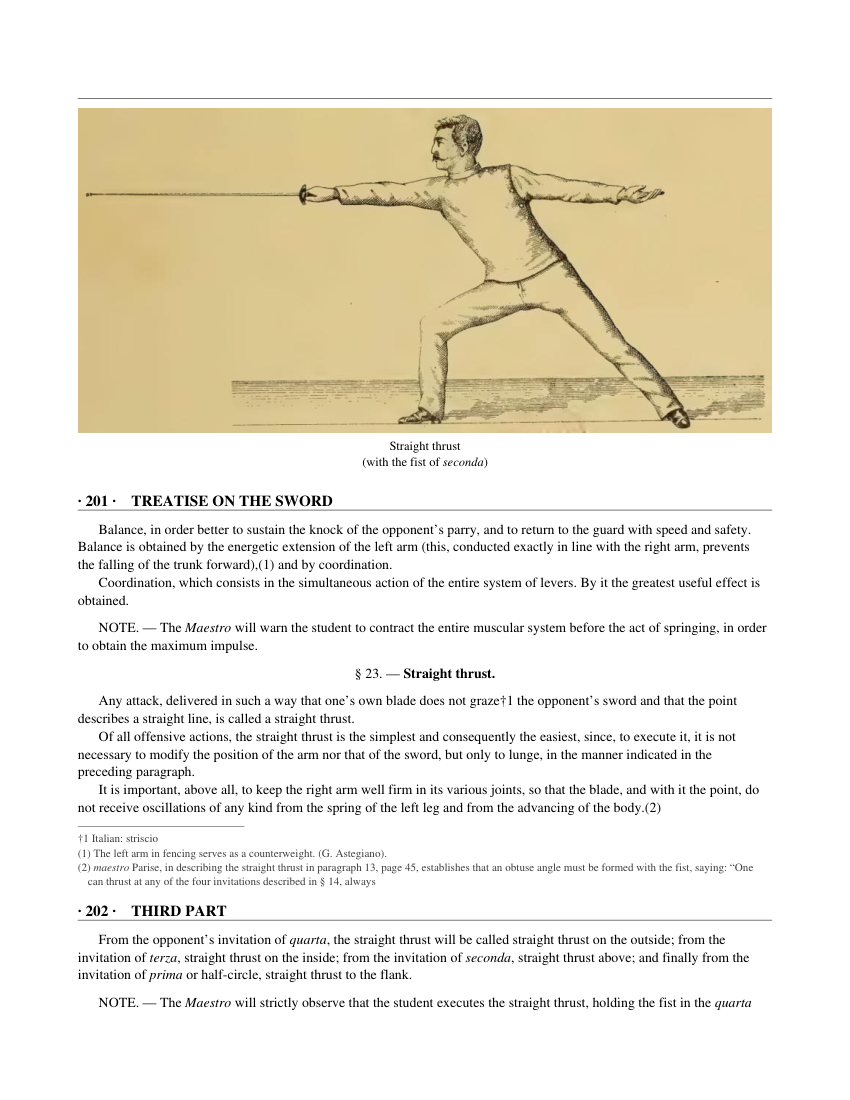 Straight thrust
(with the fist of seconda)
· 201 · TREATISE ON THE SWORD
Balance, in order better to sustain the knock of the opponent’s parry, and to return to the guard with speed and safety.
Balance is obtained by the energetic extension of the left arm (this, conducted exactly in line with the right arm, prevents
the falling of the trunk forward),(1) and by coordination.
Coordination, which consists in the simultaneous action of the entire system of levers. By it the greatest useful effect is
obtained.
NOTE. — The Maestro will warn the student to contract the entire muscular system before the act of springing, in order
to obtain the maximum impulse.
§ 23. — Straight thrust.
Any attack, delivered in such a way that one’s own blade does not graze†1 the opponent’s sword and that the point
describes a straight line, is called a straight thrust.
Of all offensive actions, the straight thrust is the simplest and consequently the easiest, since, to execute it, it is not
necessary to modify the position of the arm nor that of the sword, but only to lunge, in the manner indicated in the
preceding paragraph.
It is important, above all, to keep the right arm well firm in its various joints, so that the blade, and with it the point, do
not receive oscillations of any kind from the spring of the left leg and from the advancing of the body.(2)
†1 Italian: striscio
(1) The left arm in fencing serves as a counterweight. (G. Astegiano).
(2) maestro Parise, in describing the straight thrust in paragraph 13, page 45, establishes that an obtuse angle must be formed with the fist, saying: “One
can thrust at any of the four invitations described in § 14, always
· 202 · THIRD PART
From the opponent’s invitation of quarta, the straight thrust will be called straight thrust on the outside; from the
invitation of terza, straight thrust on the inside; from the invitation of seconda, straight thrust above; and finally from the
invitation of prima or half-circle, straight thrust to the flank.
NOTE. — The Maestro will strictly observe that the student executes the straight thrust, holding the fist in the quarta